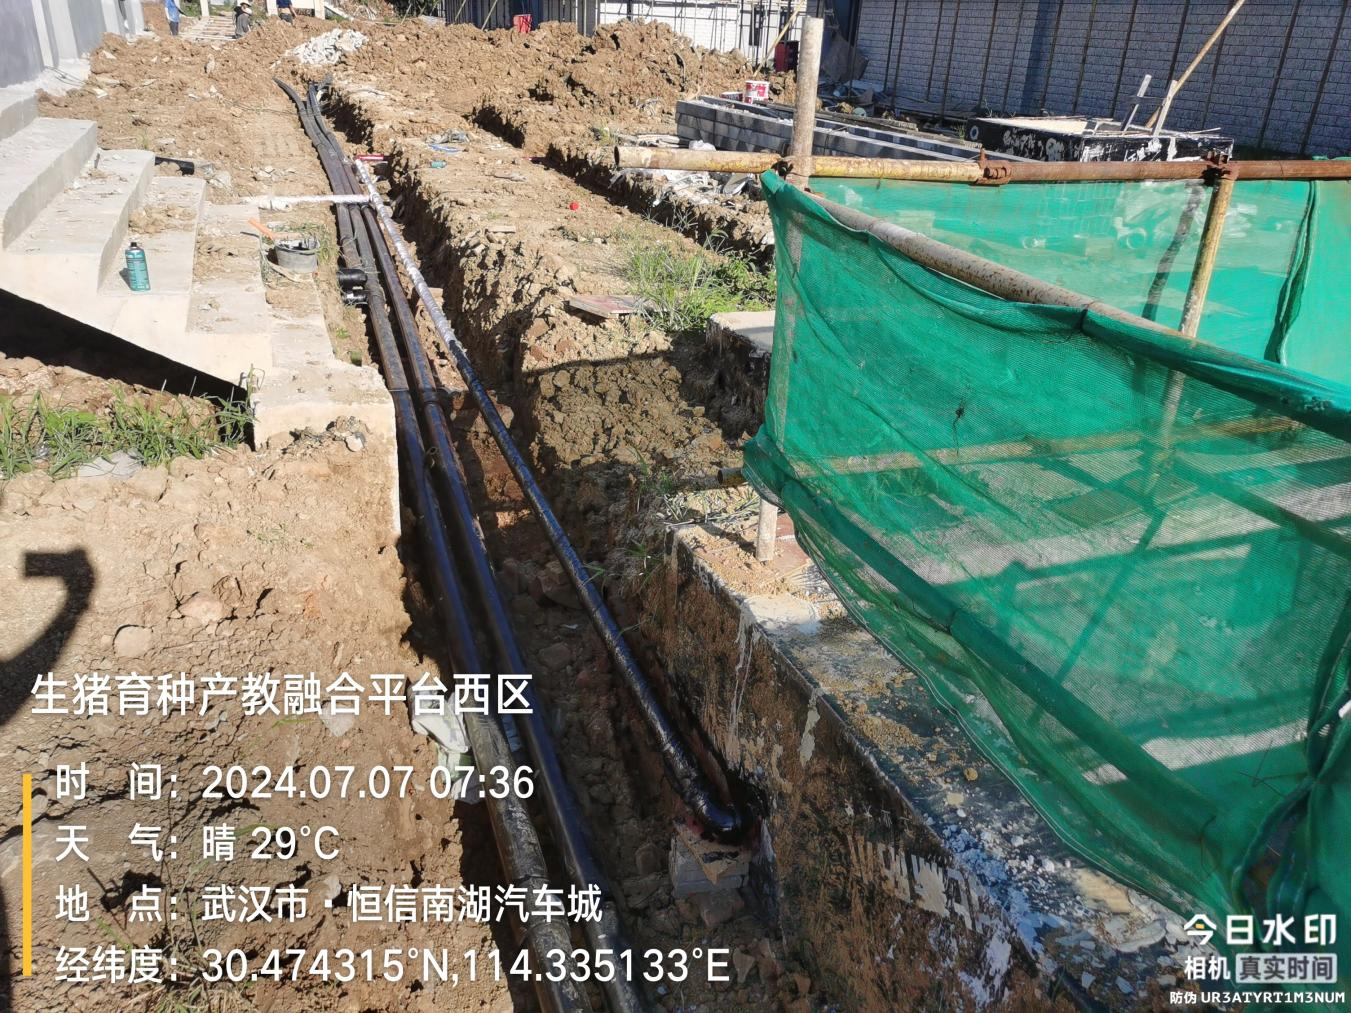 生猪育种产教融合平台西区
时 间：2024.07.07 07:36
天 气：晴 29°C
地 点：武汉市·恒信南湖汽车城
经纬度：30.474315°N,114.335133°E
今日水印
相机 真实时间
防伪 UR3ATYRT1M3NUM